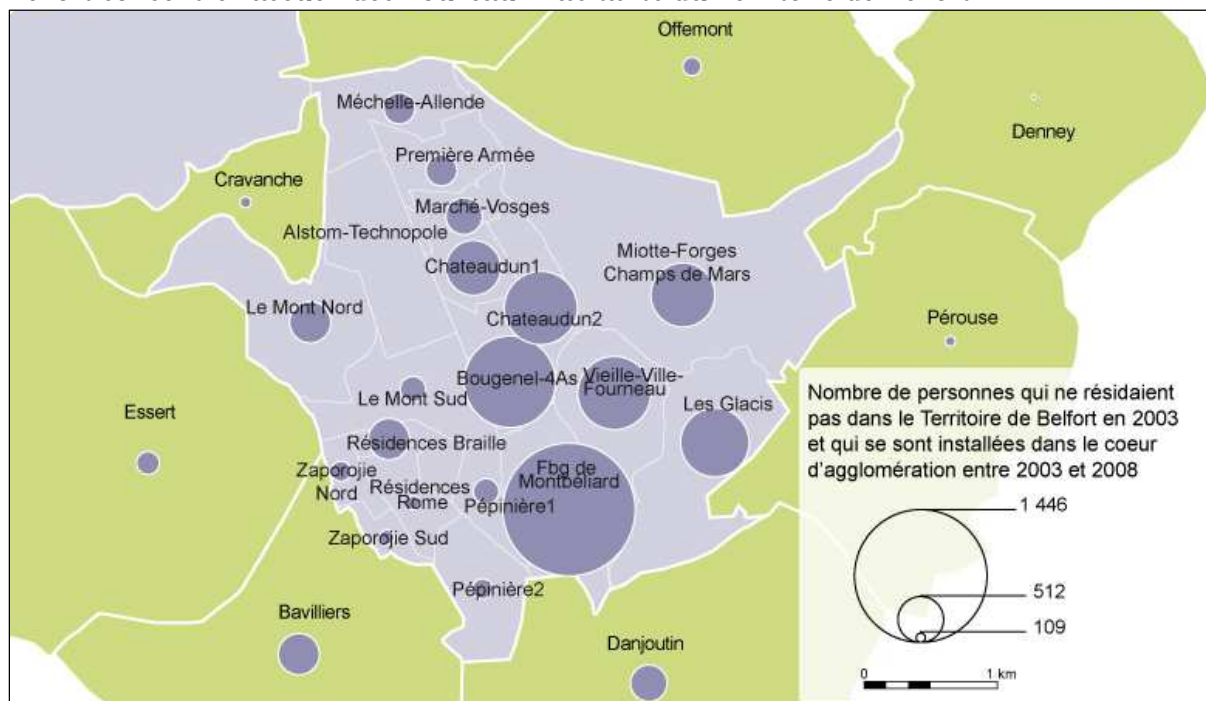 Offemont
Méchelle-Allende
Denney
Première Armée
Cravanche
Marché-Vosges
Alstom-Technopole
Miotte-Forges
Champs de Mars
Chateaudun1
Le Mont Nord
Chateaudun2
Pérouse
Bougenel-4As
Vieille-Ville-
Fourneau
Le Mont Sud
Les Glacis
Essert
Résidences Braille
Zaporojie
Nord
Résidences
Rome
Pépinière1
Fbg de
Montbéliard
Zaporojie Sud
Pépinière2
Bavilliers
Danjoutin
Nombre de personnes qui ne résidaient
pas dans le Territoire de Belfort en 2003
et qui se sont installées dans le coeur
d'agglomération entre 2003 et 2008
1 446
512
109
0 1 km